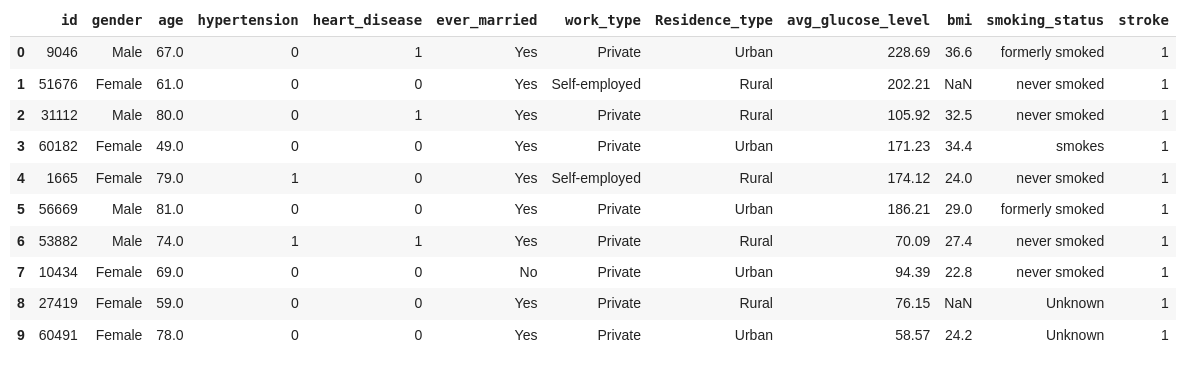 id gender age hypertension heart_disease ever_married work_type Residence_type avg_glucose_level bmi smoking_status stroke
0 9046 Male 67.0 0 1 Yes Private Urban 228.69 36.6 formerly smoked 1
1 51676 Female 61.0 0 0 Yes Self-employed Rural 202.21 NaN never smoked 1
2 31112 Male 80.0 0 1 Yes Private Rural 105.92 32.5 never smoked 1
3 60182 Female 49.0 0 0 Yes Private Urban 171.23 34.4 smokes 1
4 1665 Female 79.0 1 0 Yes Self-employed Rural 174.12 24.0 never smoked 1
5 56669 Male 81.0 0 0 Yes Private Urban 186.21 29.0 formerly smoked 1
6 53882 Male 74.0 1 1 Yes Private Rural 70.09 27.4 never smoked 1
7 10434 Female 69.0 0 0 No Private Urban 94.39 22.8 never smoked 1
8 27419 Female 59.0 0 0 Yes Private Rural 76.15 NaN Unknown 1
9 60491 Female 78.0 0 0 Yes Private Urban 58.57 24.2 Unknown 1